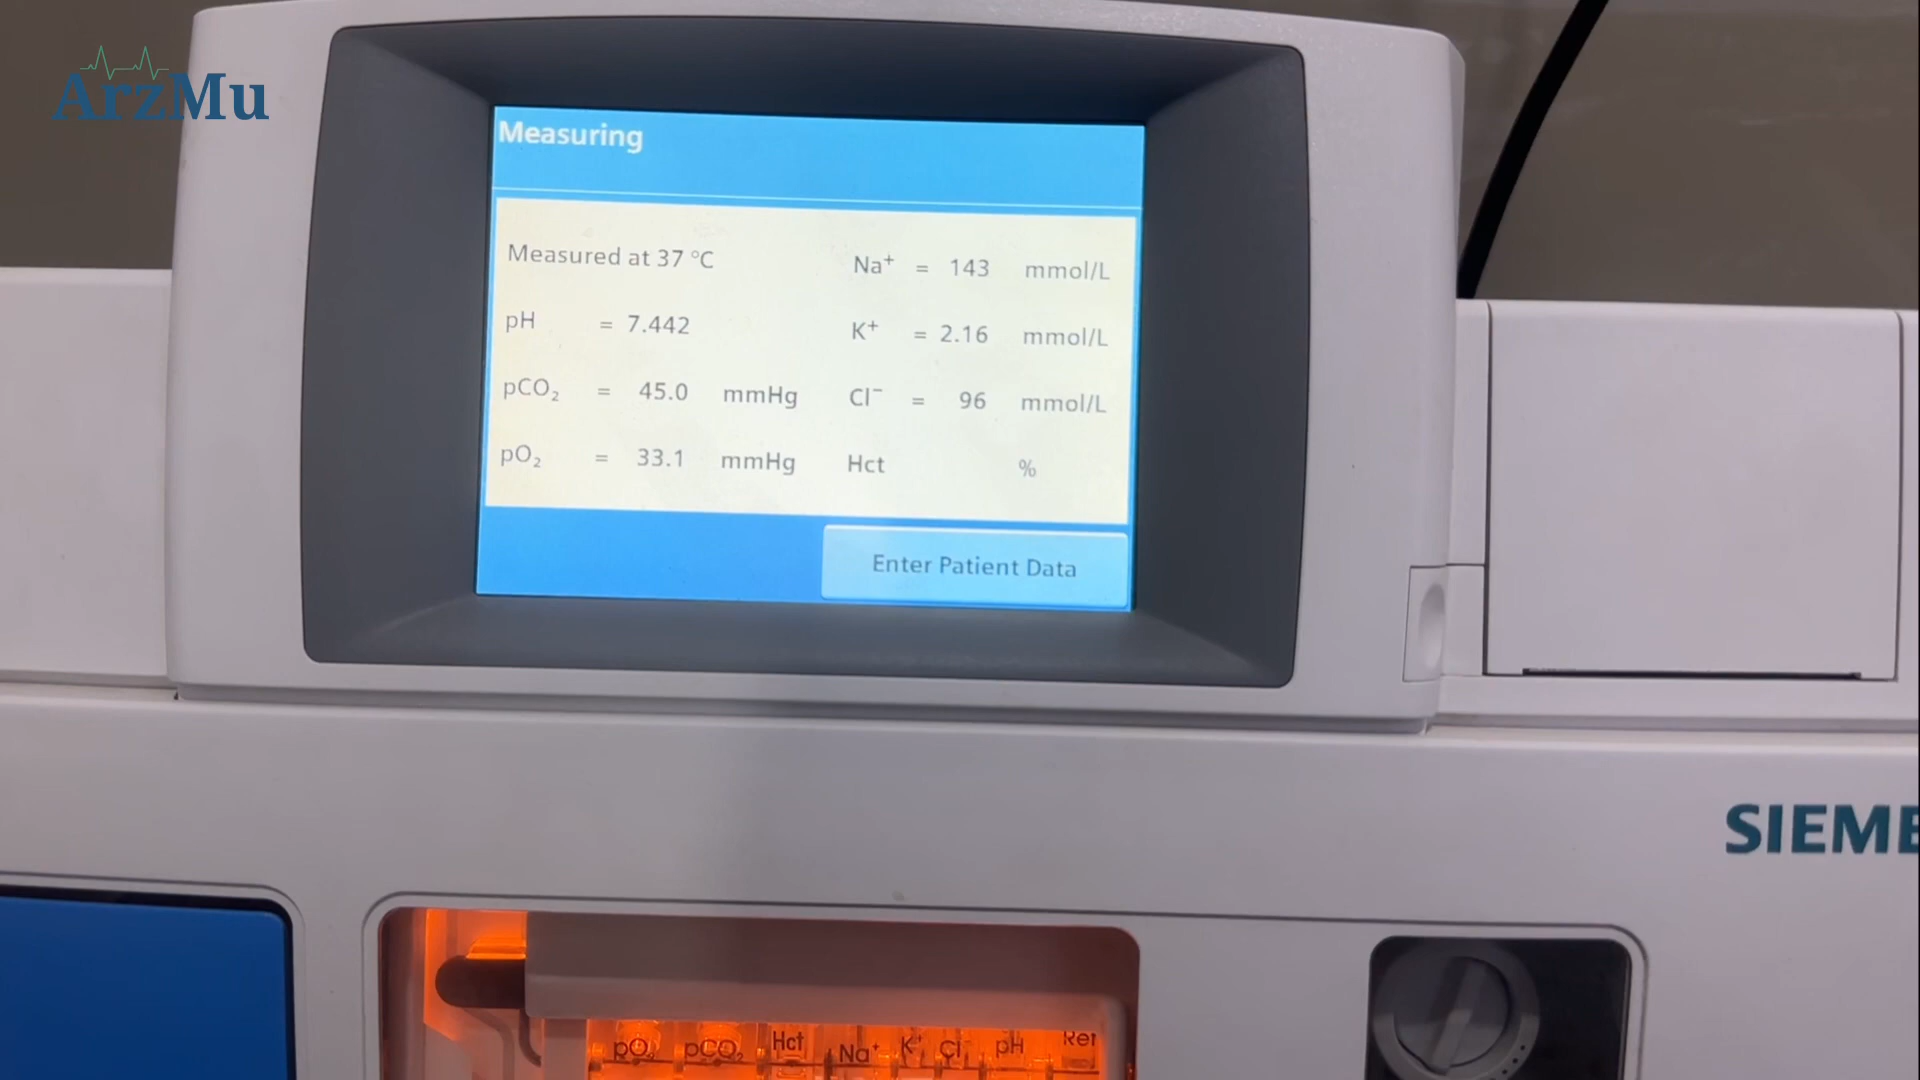 ArzMu
Measuring
Measured at 37 °C
pH = 7.442
pCO₂ = 45.0 mmHg
pO₂ = 33.1 mmHg
Na⁺ = 143 mmol/L
K⁺ = 2.16 mmol/L
Cl⁻ = 96 mmol/L
Hct %
Enter Patient Data
SIEME
pO₂ pCO₂ Hct Na⁺ K⁺ Cl⁻ pH Ref